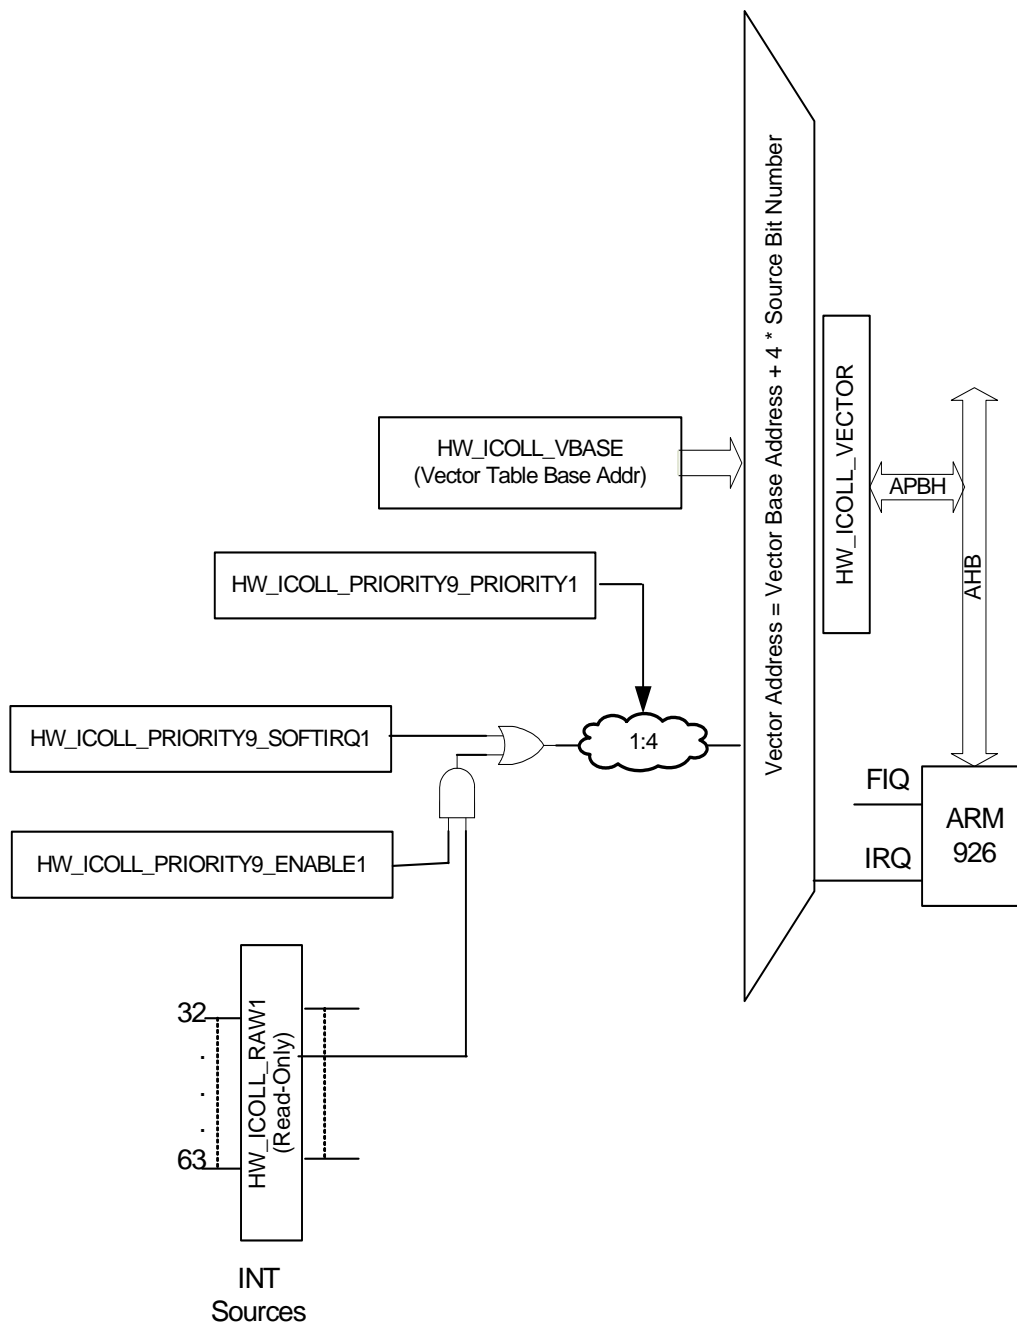 Vector Address = Vector Base Address + 4 * Source Bit Number
HW_ICOLL_VECTOR
HW_ICOLL_VBASE
(Vector Table Base Addr)
APBH
AHB
HW_ICOLL_PRIORITY9_PRIORITY1
HW_ICOLL_PRIORITY9_SOFTIRQ1
1:4
FIQ
ARM
926
IRQ
HW_ICOLL_PRIORITY9_ENABLE1
32
.
.
.
63
HW_ICOLL_RAW1
(Read-Only)
INT
Sources